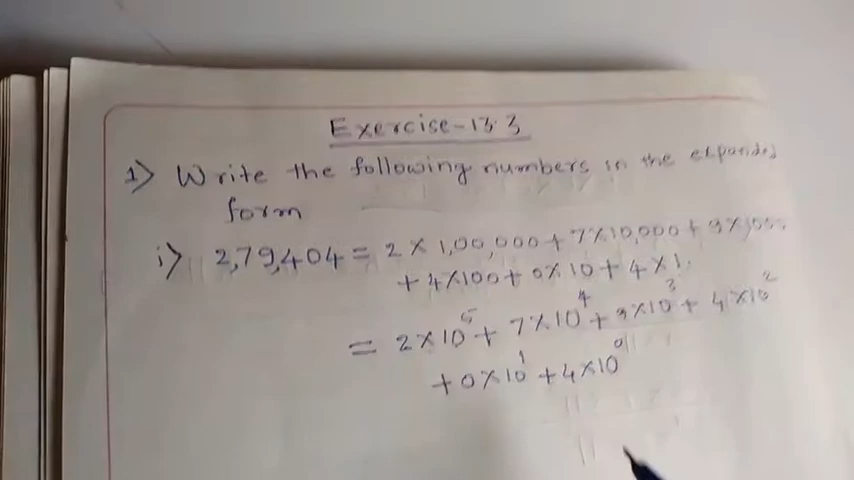 Exercise-13.3
1) Write the following numbers in the expanded
form
i) 2,79,404 = 2×1,00,000+7×10,000+9×1000
+4×100+0×10+4×1.
= 2×10⁵+7×10⁴+9×10³+4×10²
+0×10¹+4×10⁰